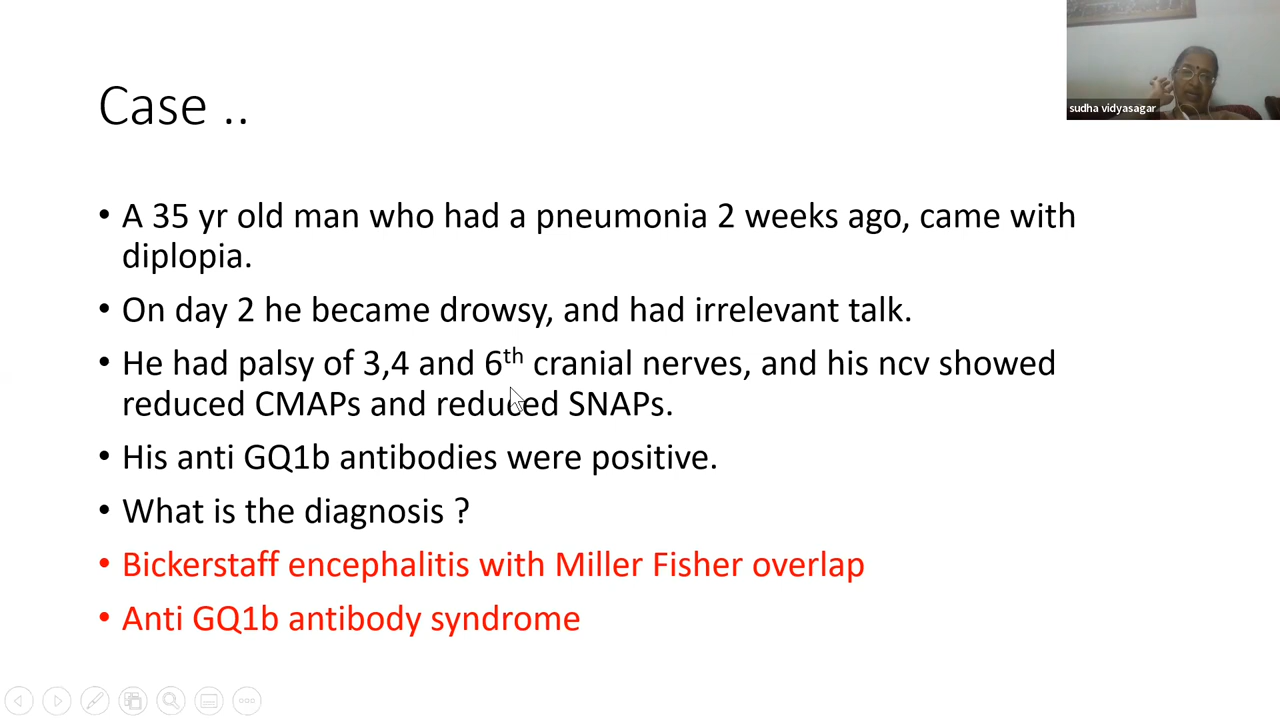 sudha vidyasagar
Case ..
• A 35 yr old man who had a pneumonia 2 weeks ago, came with
diplopia.
• On day 2 he became drowsy, and had irrelevant talk.
• He had palsy of 3,4 and 6th cranial nerves, and his ncv showed
reduced CMAPs and reduced SNAPs.
• His anti GQ1b antibodies were positive.
• What is the diagnosis ?
• Bickerstaff encephalitis with Miller Fisher overlap
• Anti GQ1b antibody syndrome